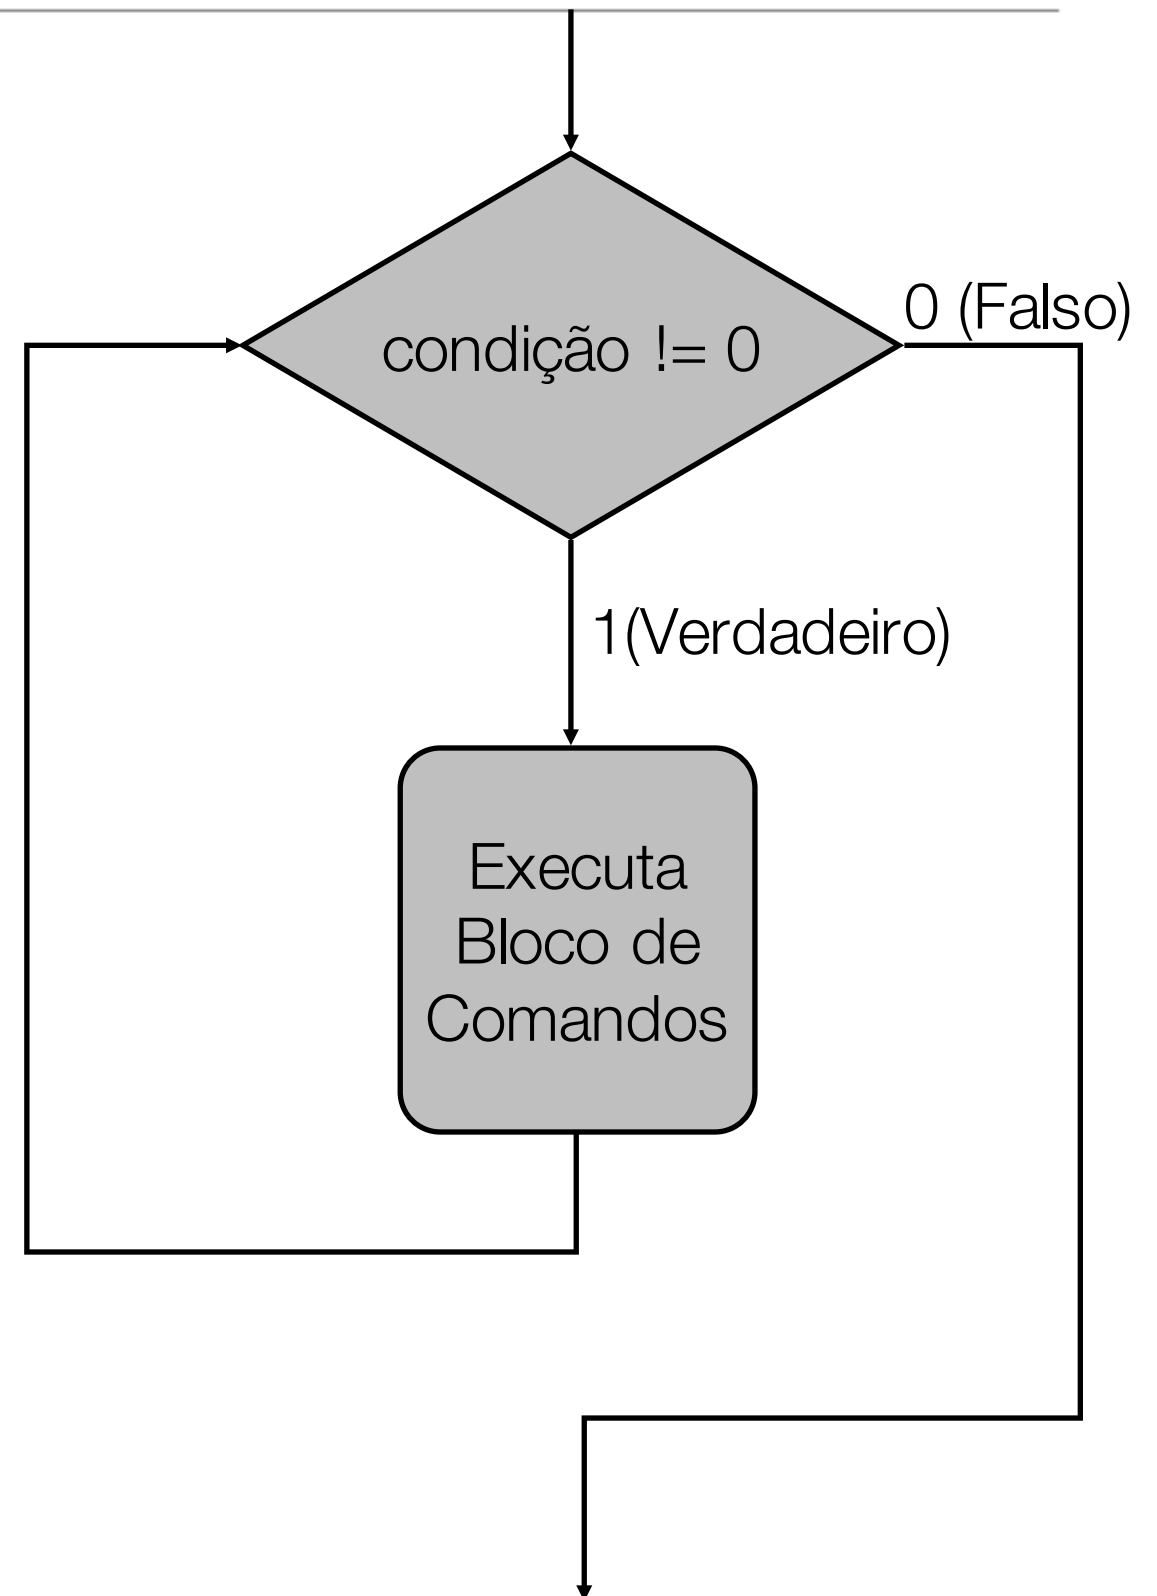 0 (Falso)
condição != 0
1(Verdadeiro)
Executa
Bloco de
Comandos